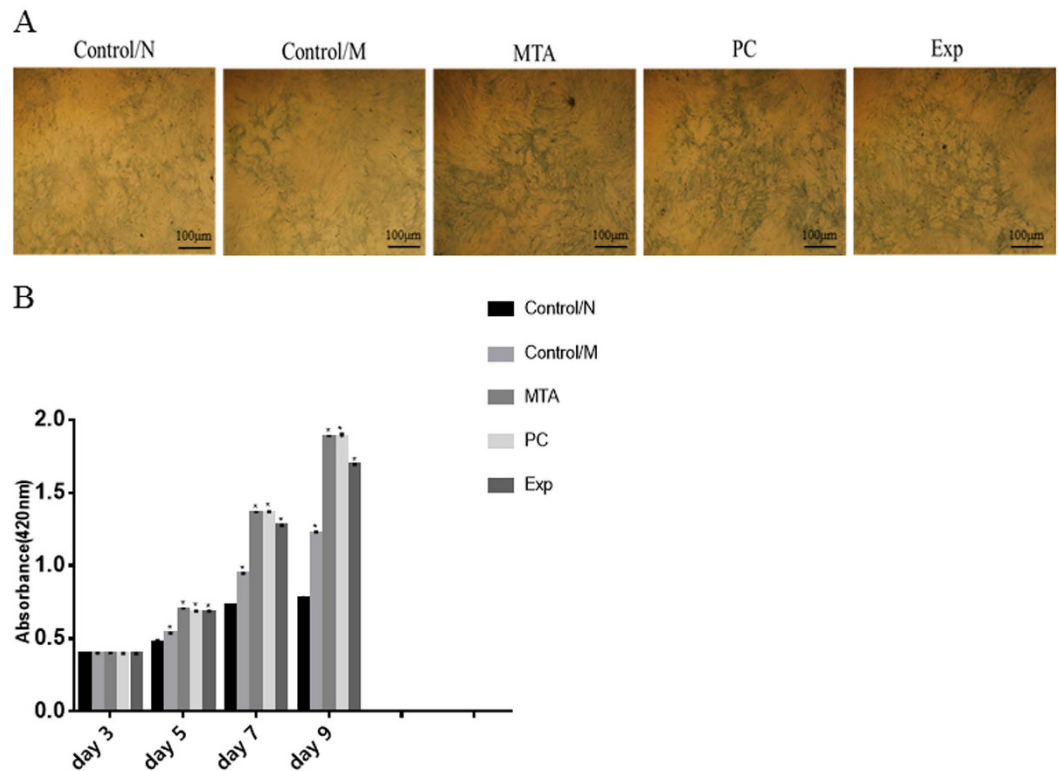 A
Control/N Control/M MTA PC Exp
100μm 100μm 100μm 100μm 100μm
B
Control/N
Control/M
MTA
PC
Exp
Absorbance(420nm)
2.0
1.5
1.0
0.5
0.0
day 3 day 5 day 7 day 9